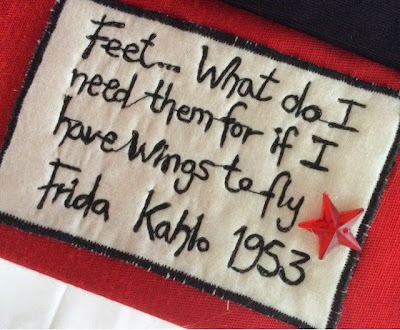 Feet... What do I
need them for if I
have wings to fly
Frida Kahlo 1953